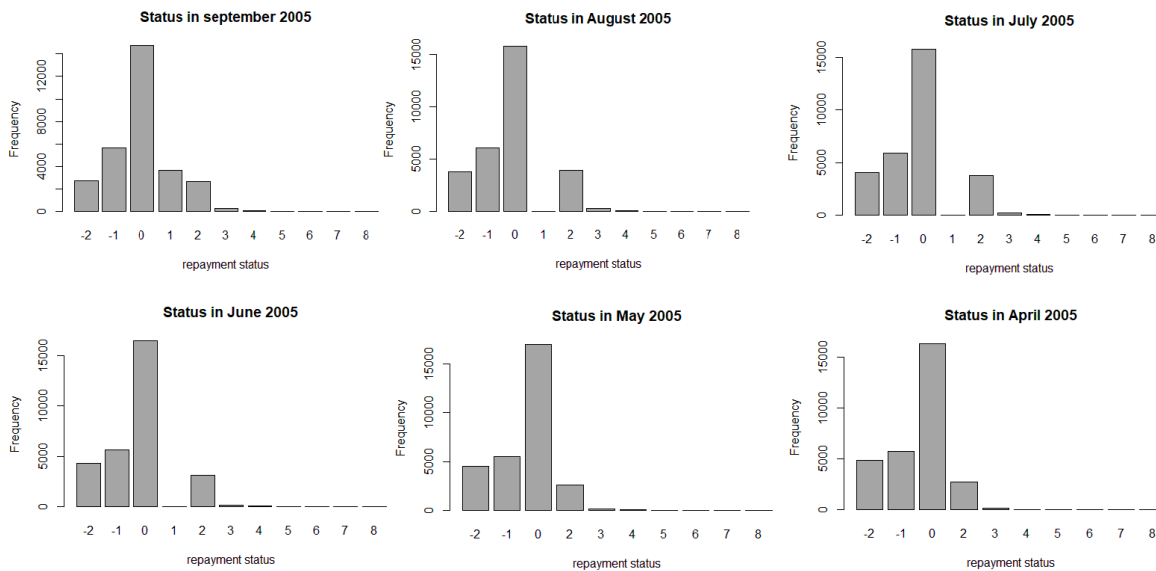 Status in september 2005
Frequency
0 4000 8000 12000
-2 -1 0 1 2 3 4 5 6 7 8
repayment status
Status in August 2005
Frequency
0 5000 10000 15000
-2 -1 0 1 2 3 4 5 6 7 8
repayment status
Status in July 2005
Frequency
0 5000 10000 15000
-2 -1 0 1 2 3 4 5 6 7 8
repayment status
Status in June 2005
Frequency
0 5000 10000 15000
-2 -1 0 1 2 3 4 5 6 7 8
repayment status
Status in May 2005
Frequency
0 5000 10000 15000
-2 -1 0 2 3 4 5 6 7 8
repayment status
Status in April 2005
Frequency
0 5000 10000 15000
-2 -1 0 2 3 4 5 6 7 8
repayment status